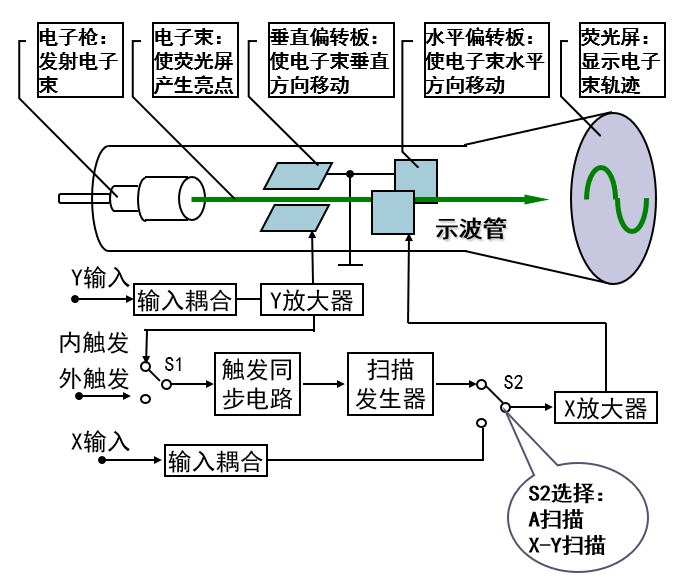 电子枪：
发射电子
束
电子束：
使荧光屏
产生亮点
垂直偏转板：
使电子束垂直
方向移动
水平偏转板：
使电子束水平
方向移动
荧光屏：
显示电子
束轨迹
示波管
Y输入
输入耦合
Y放大器
内触发
外触发
S1
触发同
步电路
扫描
发生器
S2
X放大器
X输入
输入耦合
S2选择：
A扫描
X-Y扫描